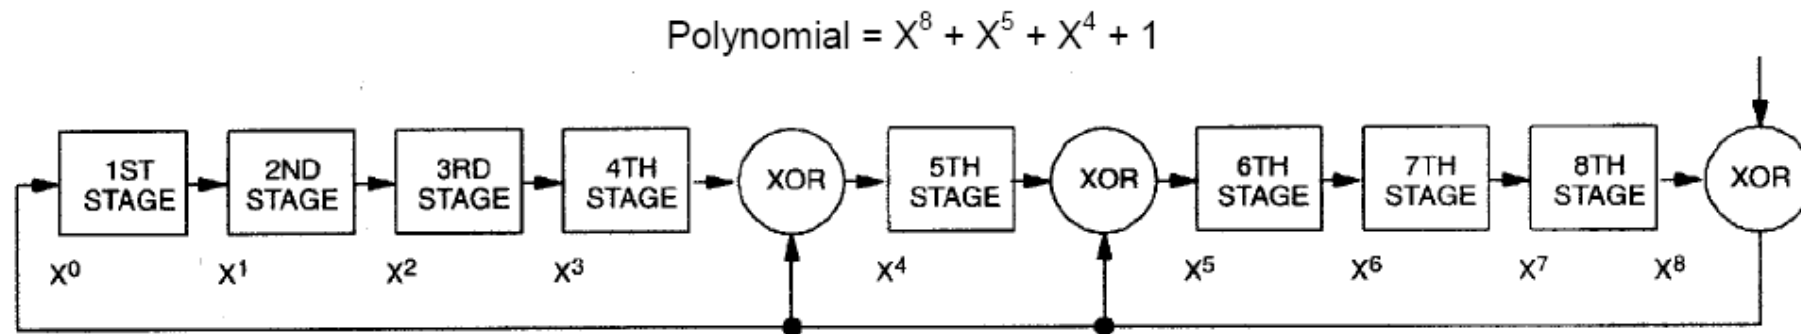 Polynomial = X⁸ + X⁵ + X⁴ + 1
1ST STAGE
2ND STAGE
3RD STAGE
4TH STAGE
XOR
5TH STAGE
XOR
6TH STAGE
7TH STAGE
8TH STAGE
XOR
X⁰ X¹ X² X³ X⁴ X⁵ X⁶ X⁷ X⁸